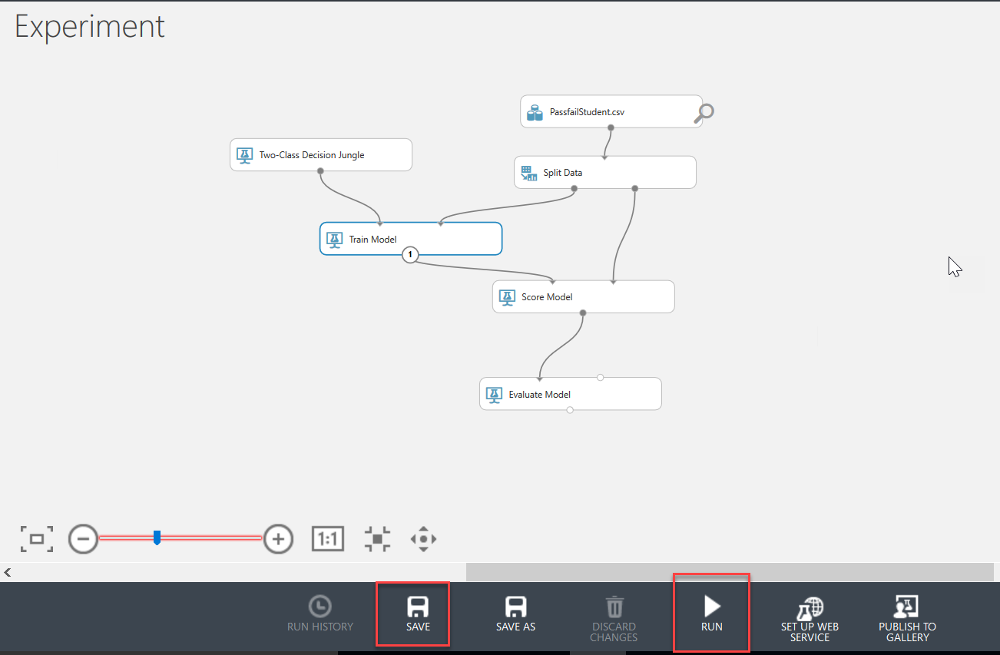 Experiment
PassfailStudent.csv
Two-Class Decision Jungle
Split Data
Train Model
1
Score Model
Evaluate Model
1:1
RUN HISTORY
SAVE
SAVE AS
DISCARD
CHANGES
RUN
SET UP WEB
SERVICE
PUBLISH TO
GALLERY